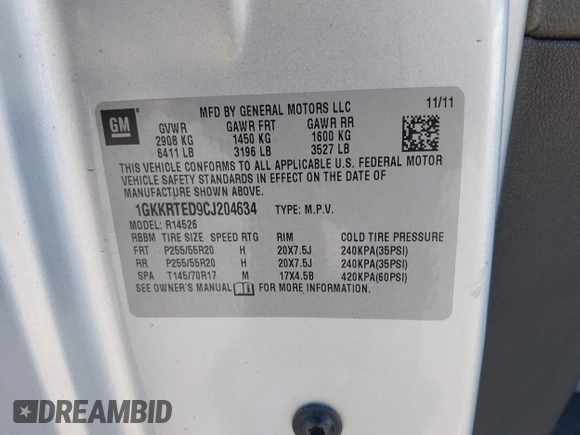 GM
MFD BY GENERAL MOTORS LLC 11/11
GVWR GAWR FRT GAWR RR
2908 KG 1450 KG 1600 KG
6411 LB 3196 LB 3527 LB
THIS VEHICLE CONFORMS TO ALL APPLICABLE U.S. FEDERAL MOTOR
VEHICLE SAFETY STANDARDS IN EFFECT ON THE DATE OF
MANUFACTURE SHOWN ABOVE.
1GKKRTED9CJ204634 TYPE: M.P.V.
MODEL: R14526
RBBM TIRE SIZE SPEED RTG RIM COLD TIRE PRESSURE
FRT P255/55R20 H 20X7.5J 240KPA(35PSI)
RR P255/55R20 H 20X7.5J 240KPA(35PSI)
SPA T145/70R17 M 17X4.5B 420KPA(60PSI)
SEE OWNER'S MANUAL FOR MORE INFORMATION.
DREAMBID